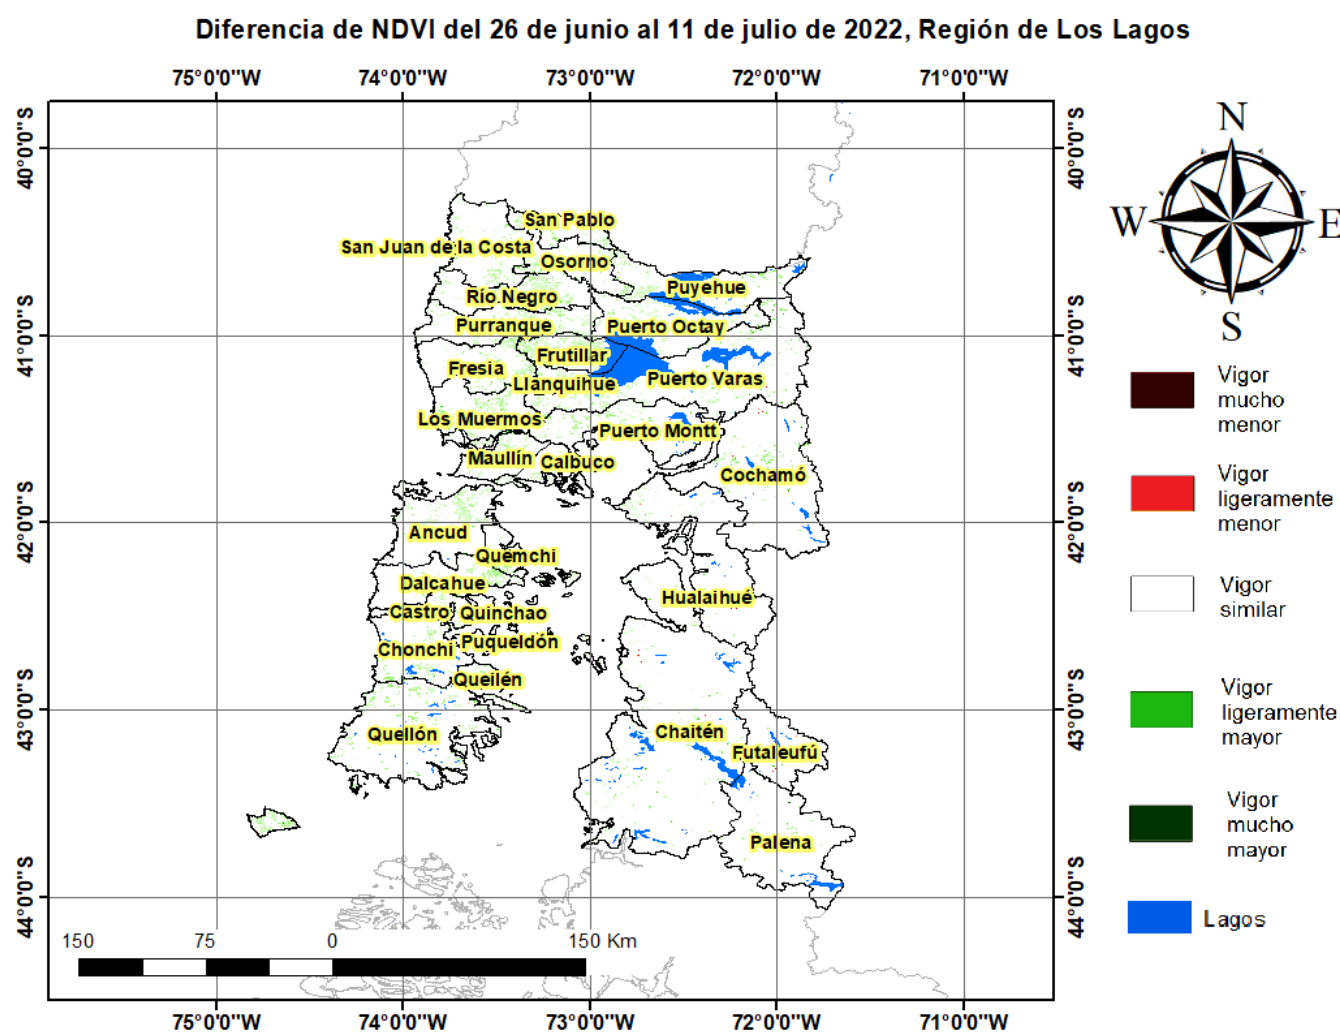 Diferencia de NDVI del 26 de junio al 11 de julio de 2022, Región de Los Lagos
75°0'0"W 74°0'0"W 73°0'0"W 72°0'0"W 71°0'0"W
40°0'0"S
40°0'0"S
41°0'0"S
41°0'0"S
42°0'0"S
42°0'0"S
43°0'0"S
43°0'0"S
44°0'0"S
44°0'0"S
San Pablo
San Juan de la Costa
Osorno
Puyehue
Río Negro
Purranque
Puerto Octay
Frutillar
Fresia
Llanquihue
Puerto Varas
Los Muermos
Puerto Montt
Maullín
Calbuco
Cochamó
Ancud
Quemchi
Dalcahue
Hualaihué
Castro
Quinchao
Chonchi
Puqueldón
Queilén
Quellón
Chaitén
Futaleufú
Palena
150 75 0 150 Km
75°0'0"W 74°0'0"W 73°0'0"W 72°0'0"W 71°0'0"W
N
W
E
S
Vigor
mucho
menor
Vigor
ligeramente
menor
Vigor
similar
Vigor
ligeramente
mayor
Vigor
mucho
mayor
Lagos